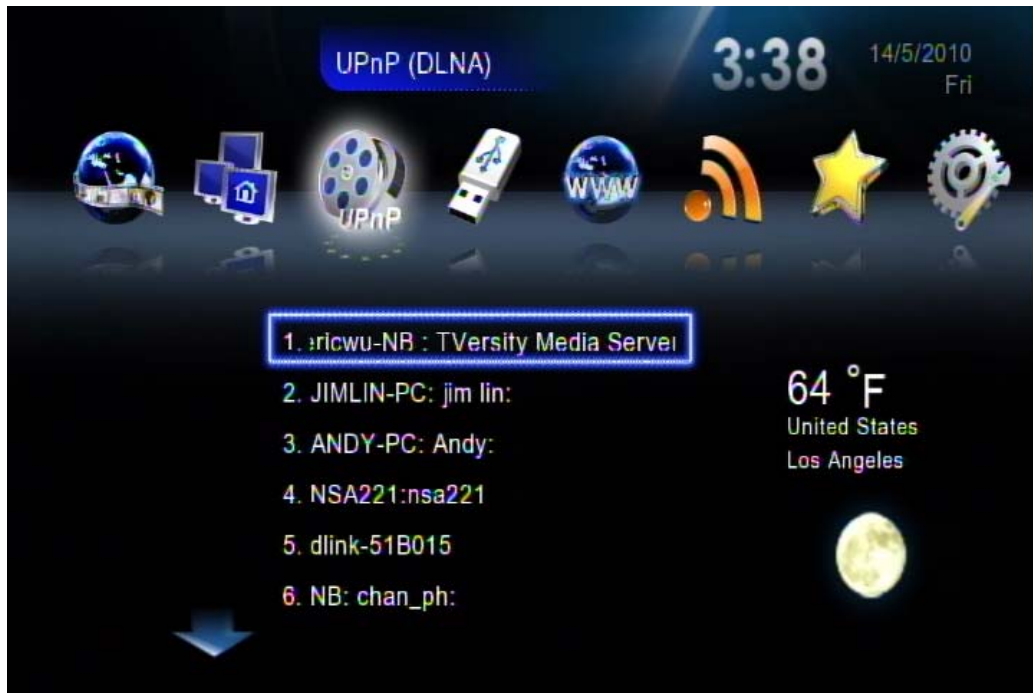 UPnP (DLNA)
3:38
14/5/2010
Fri
UPnP
WWW
1. ericwu-NB : TVersity Media Server
2. JIMLIN-PC: jim lin:
3. ANDY-PC: Andy:
4. NSA221:nsa221
5. dlink-51B015
6. NB: chan_ph:
64 °F
United States
Los Angeles